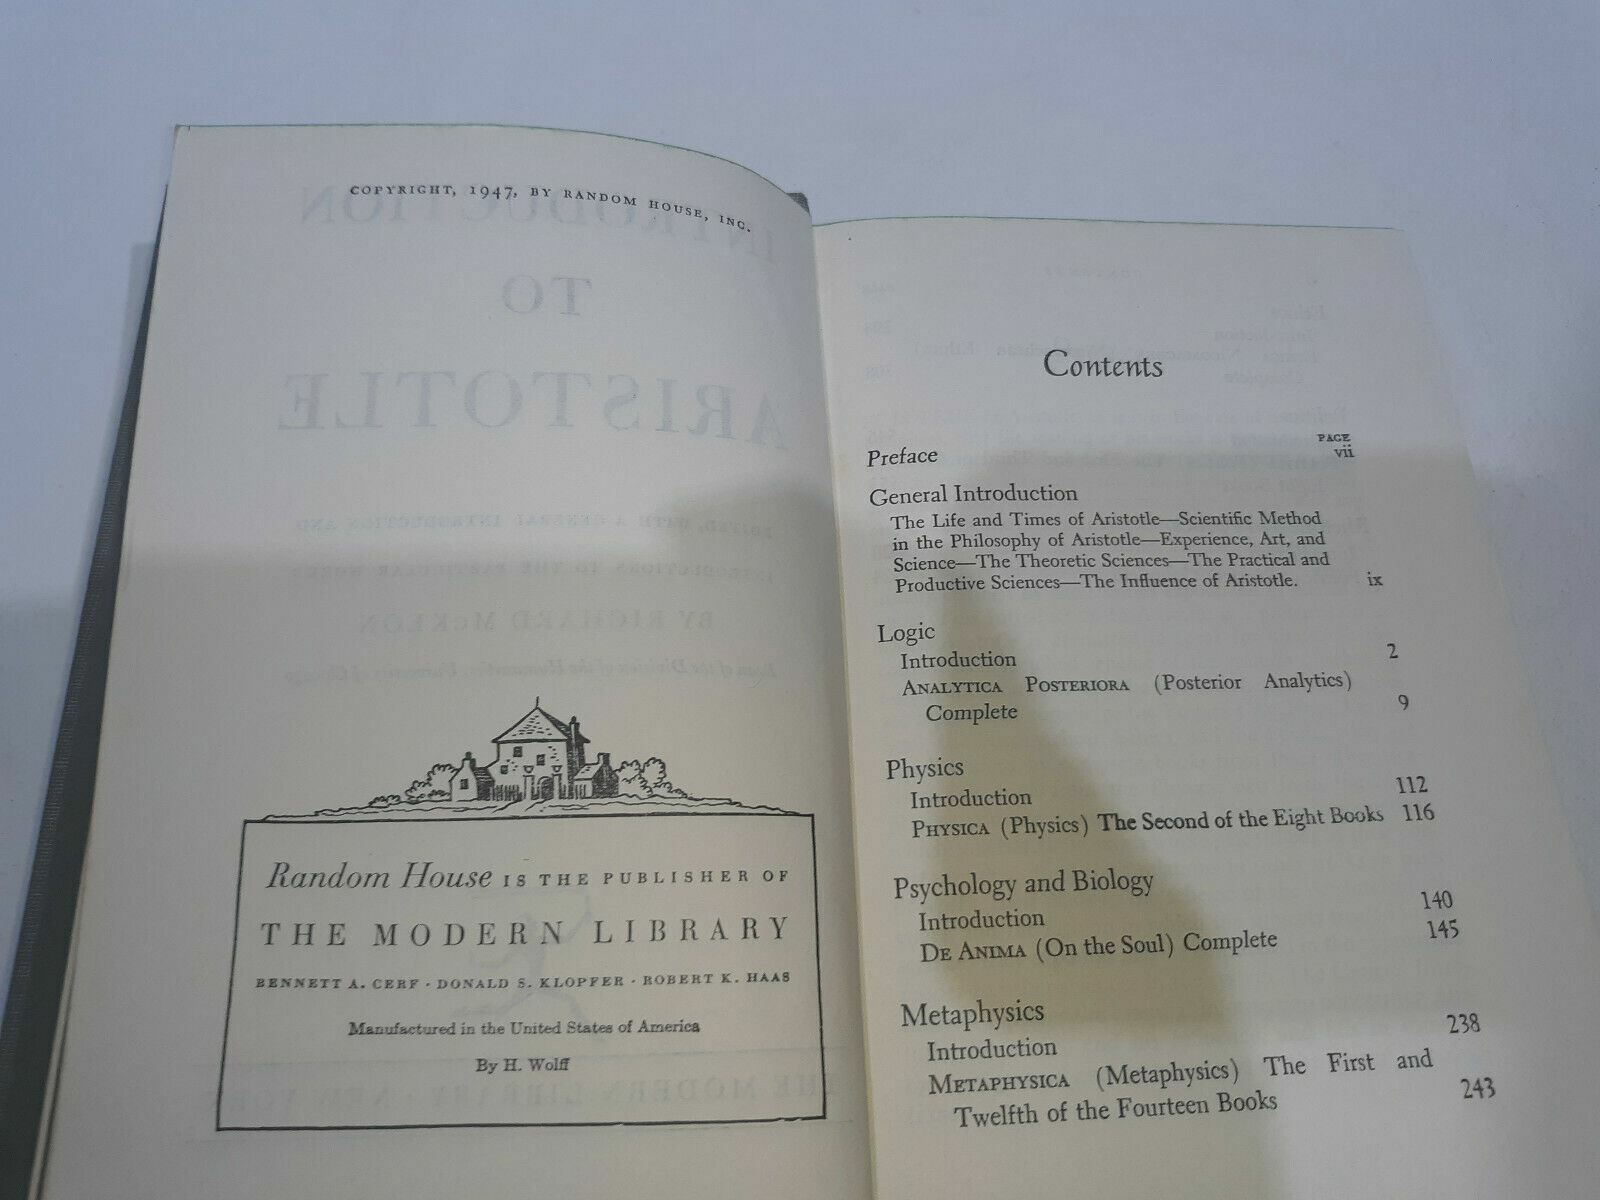 COPYRIGHT, 1947, BY RANDOM HOUSE, INC.
Random House IS THE PUBLISHER OF
THE MODERN LIBRARY
BENNETT A. CERF · DONALD S. KLOPFER · ROBERT K. HAAS
Manufactured in the United States of America
By H. Wolff
Contents
PAGE
Preface vii
General Introduction
The Life and Times of Aristotle—Scientific Method
in the Philosophy of Aristotle—Experience, Art, and
Science—The Theoretic Sciences—The Practical and
Productive Sciences—The Influence of Aristotle. ix
Logic
Introduction 2
ANALYTICA POSTERIORA (Posterior Analytics)
Complete 9
Physics
Introduction 112
PHYSICA (Physics) The Second of the Eight Books 116
Psychology and Biology
Introduction 140
DE ANIMA (On the Soul) Complete 145
Metaphysics
Introduction 238
METAPHYSICA (Metaphysics) The First and
Twelfth of the Fourteen Books 243